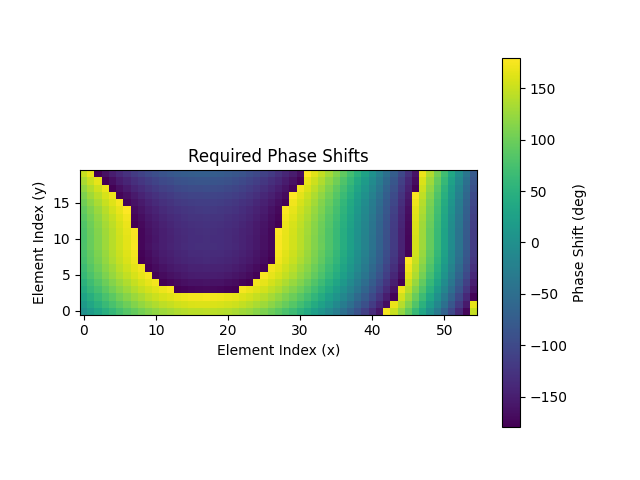 Required Phase Shifts
Element Index (y)
15
10
5
0
0 10 20 30 40 50
Element Index (x)
150
100
50
0
−50
−100
−150
Phase Shift (deg)